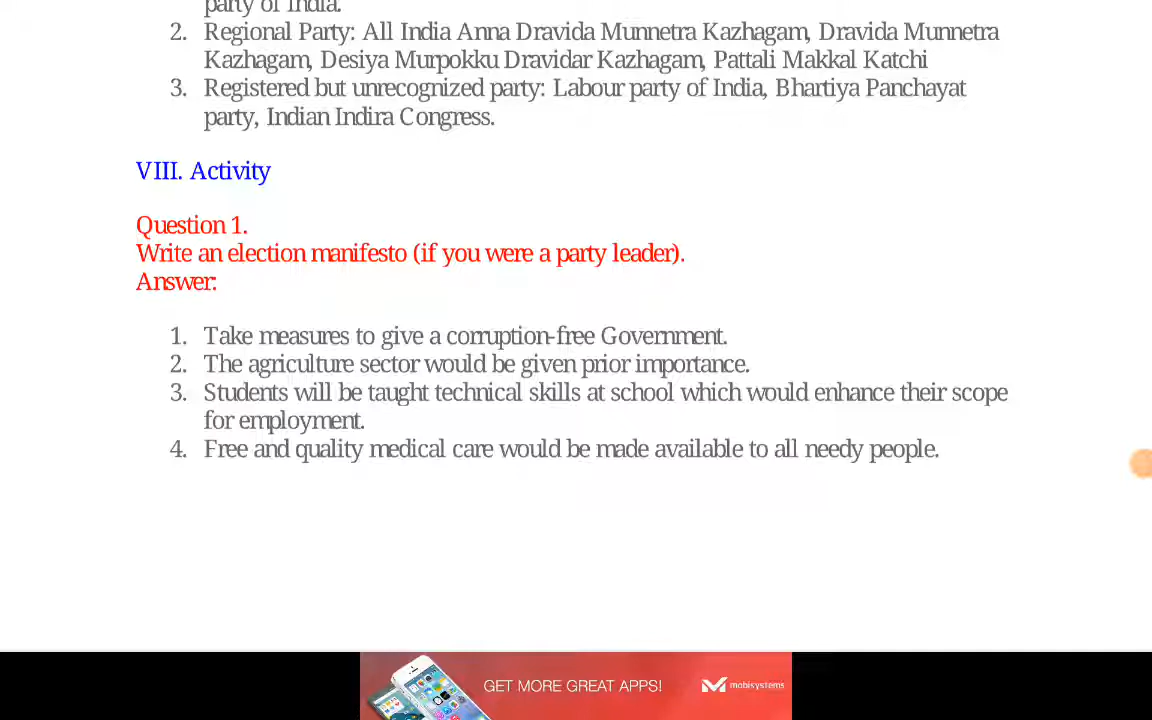 party of India.
2. Regional Party: All India Anna Dravida Munnetra Kazhagam, Dravida Munnetra
Kazhagam, Desiya Murpokku Dravidar Kazhagam, Pattali Makkal Katchi
3. Registered but unrecognized party: Labour party of India, Bhartiya Panchayat
party, Indian Indira Congress.
VIII. Activity
Question 1.
Write an election manifesto (if you were a party leader).
Answer:
1. Take measures to give a corruption-free Government.
2. The agriculture sector would be given prior importance.
3. Students will be taught technical skills at school which would enhance their scope
for employment.
4. Free and quality medical care would be made available to all needy people.
GET MORE GREAT APPS!
mobisystems